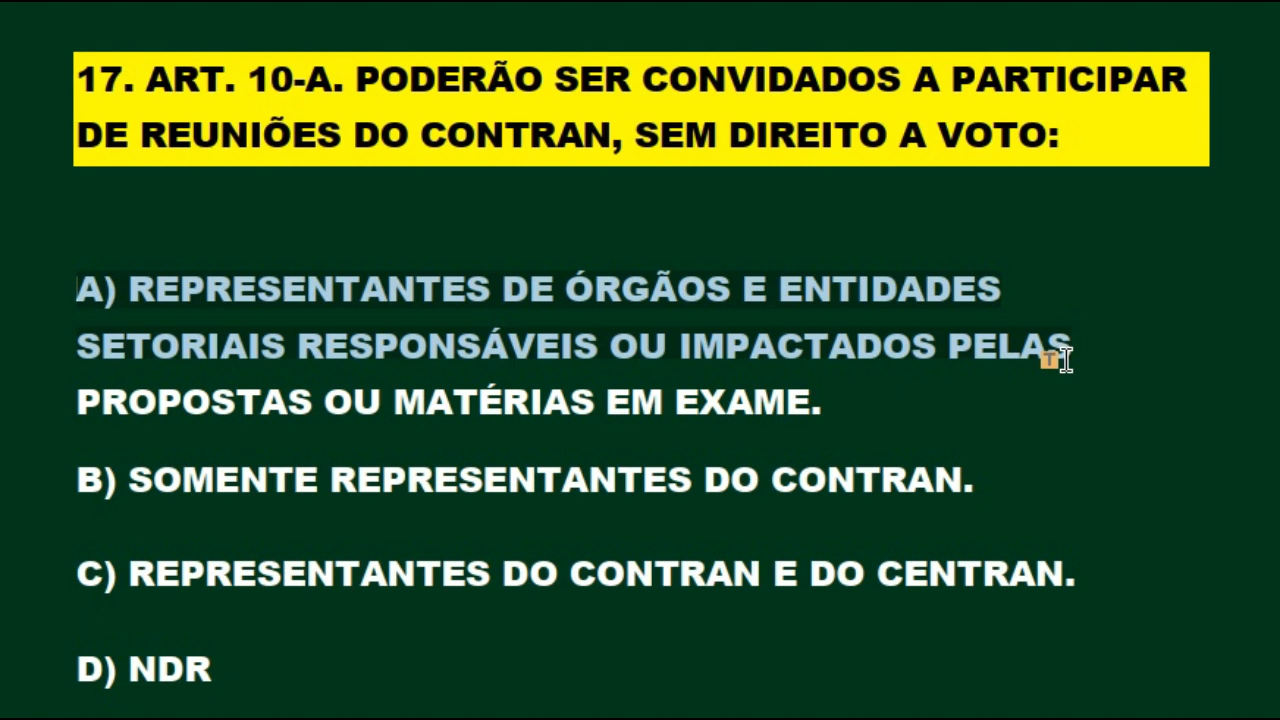 17. ART. 10-A. PODERÃO SER CONVIDADOS A PARTICIPAR
DE REUNIÕES DO CONTRAN, SEM DIREITO A VOTO:
A) REPRESENTANTES DE ÓRGÃOS E ENTIDADES
SETORIAIS RESPONSÁVEIS OU IMPACTADOS PELAS
PROPOSTAS OU MATÉRIAS EM EXAME.
B) SOMENTE REPRESENTANTES DO CONTRAN.
C) REPRESENTANTES DO CONTRAN E DO CENTRAN.
D) NDR